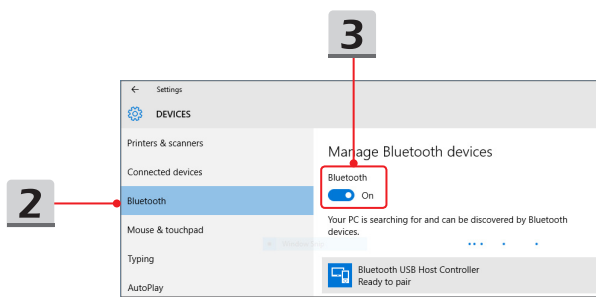 3
← Settings
DEVICES
Printers & scanners
Connected devices
Bluetooth
Mouse & touchpad
Typing
AutoPlay
2
Manage Bluetooth devices
Bluetooth
On
Your PC is searching for and can be discovered by Bluetooth
devices.
Bluetooth USB Host Controller
Ready to pair